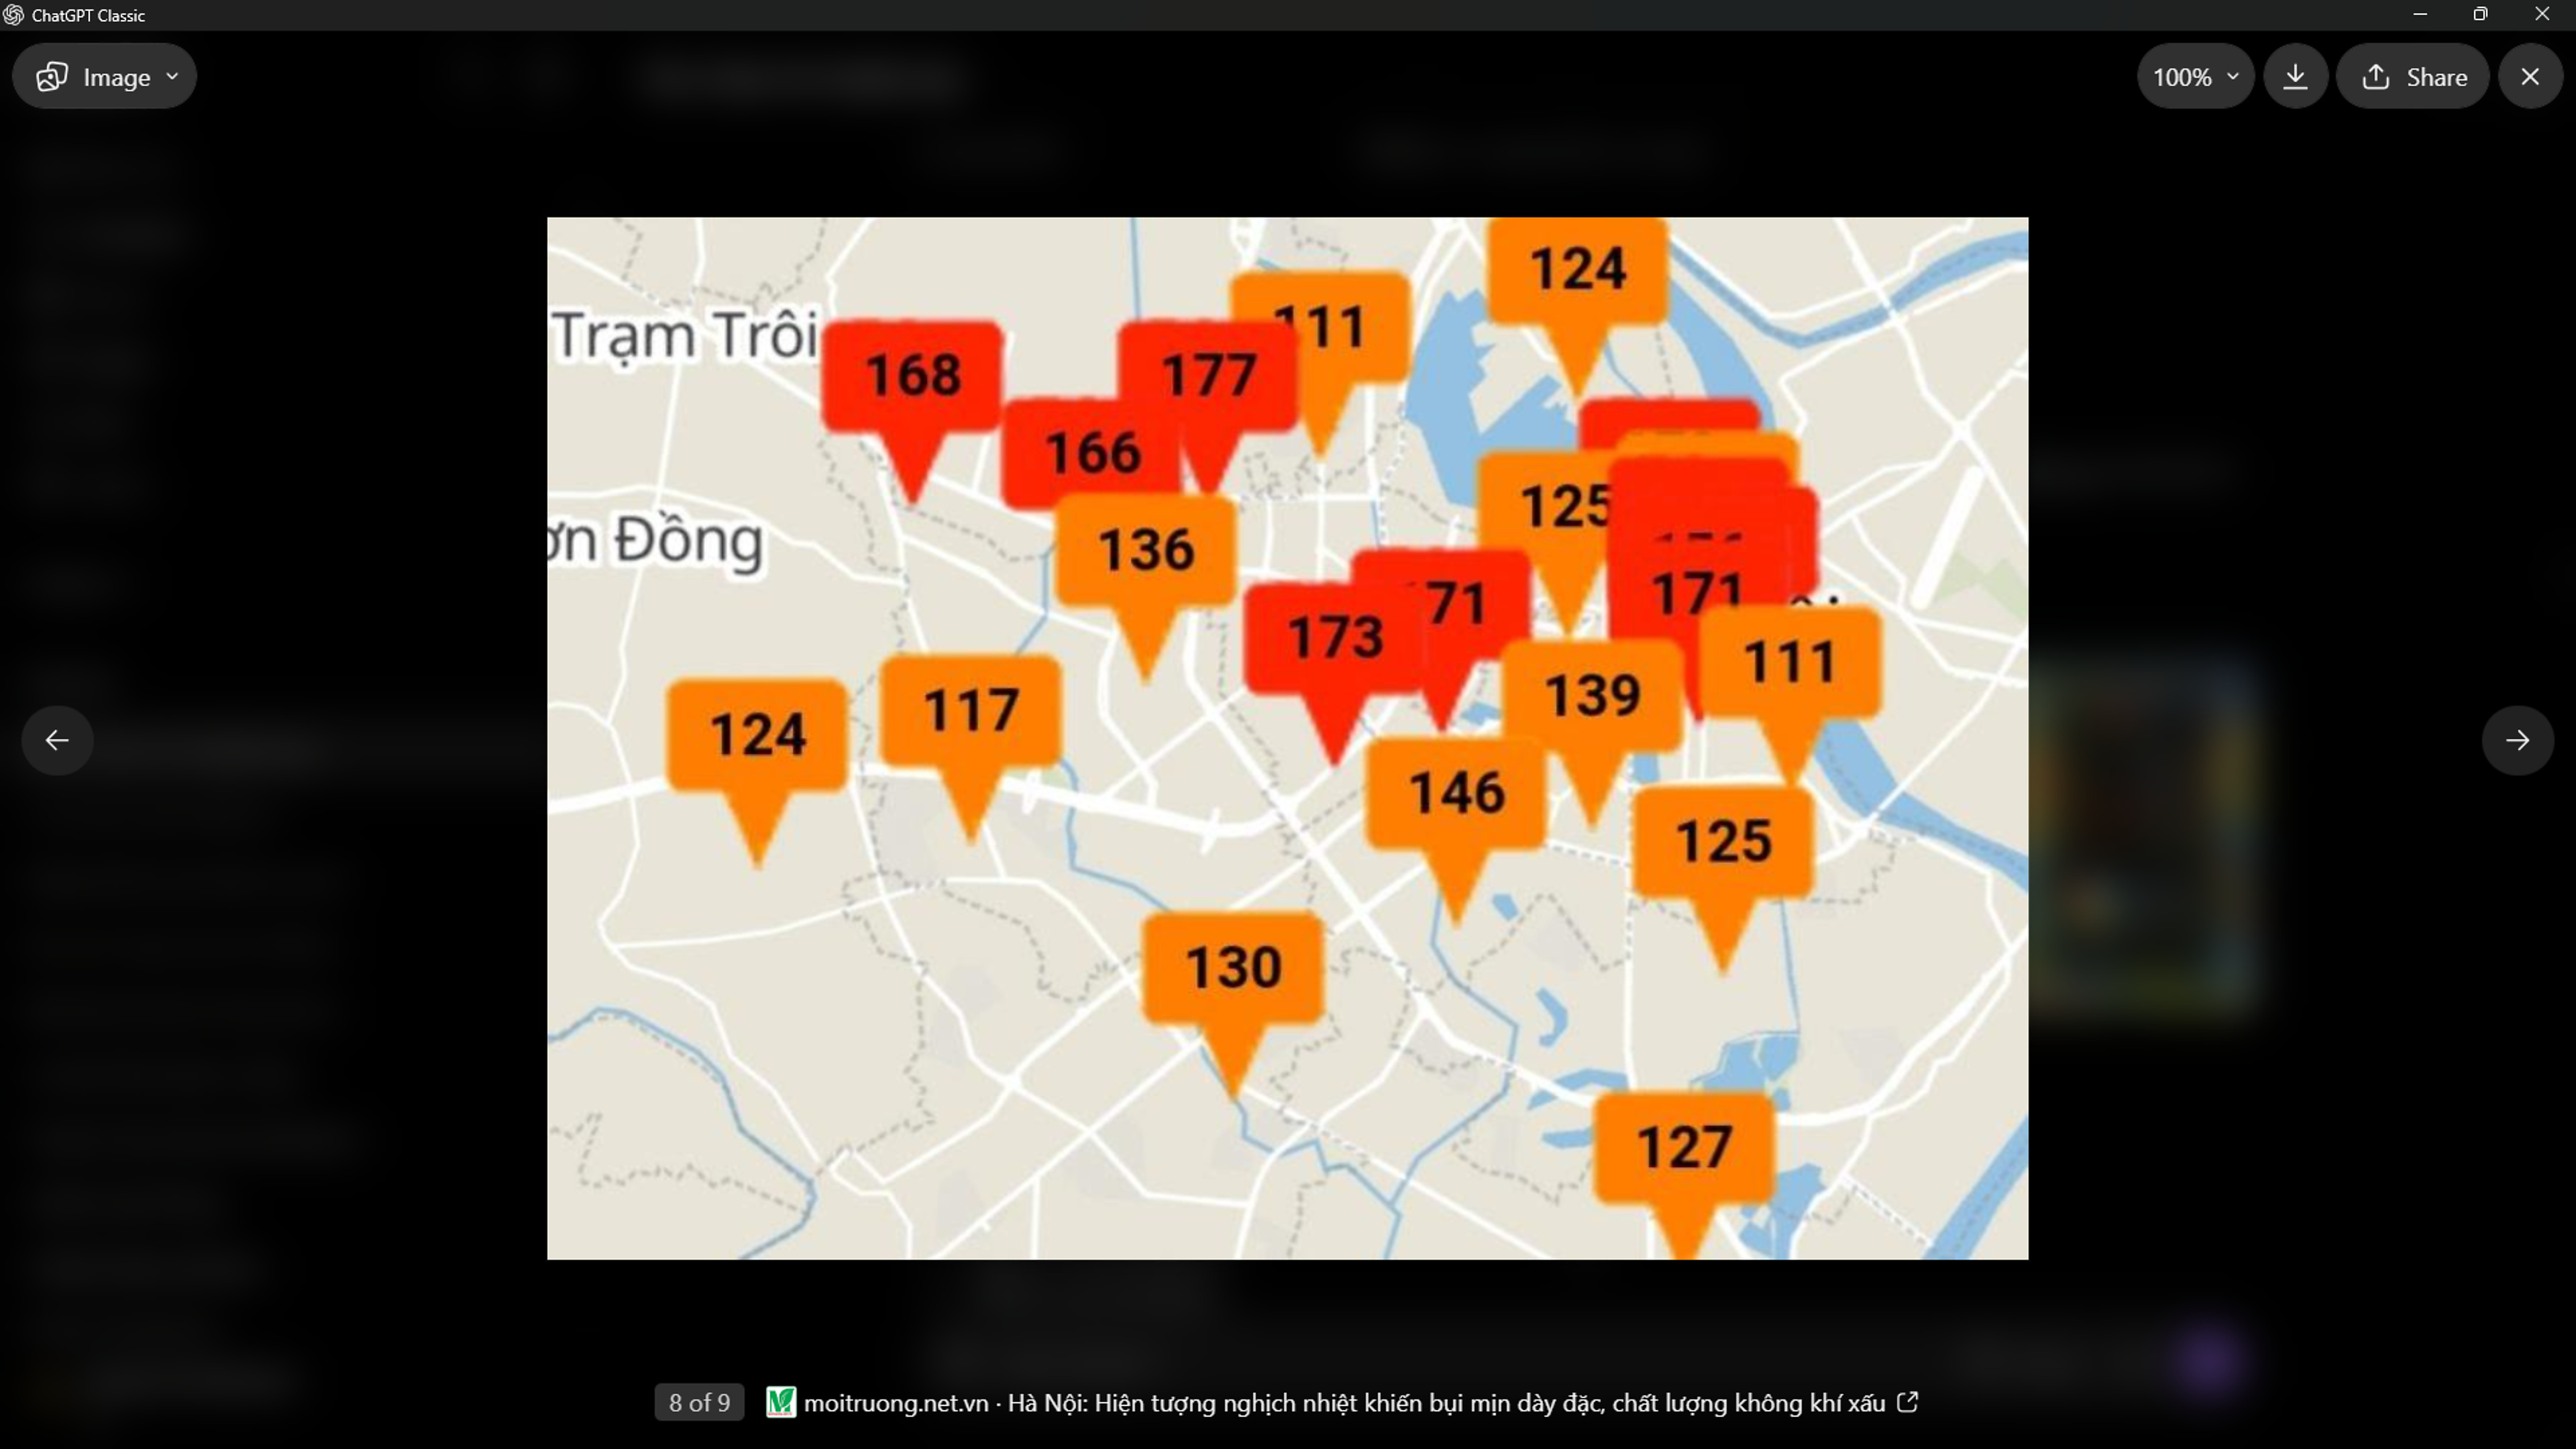 ChatGPT Classic
Image
100%
Share
124
111
Trạm Trôi
168
177
166
125
136
ơn Đồng
171
173
71
111
139
117
124
146
125
130
127
8 of 9
moitruong.net.vn · Hà Nội: Hiện tượng nghịch nhiệt khiến bụi mịn dày đặc, chất lượng không khí xấu